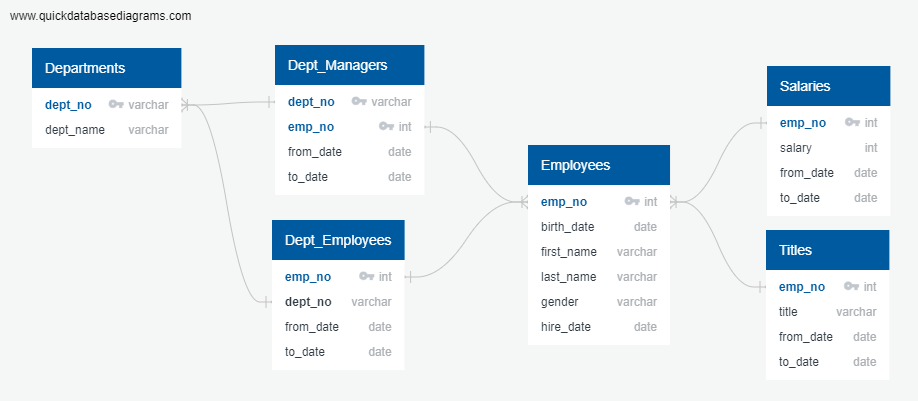 www.quickdatabasediagrams.com
Departments
dept_no varchar
dept_name varchar
Dept_Managers
dept_no varchar
emp_no int
from_date date
to_date date
Dept_Employees
emp_no int
dept_no varchar
from_date date
to_date date
Employees
emp_no int
birth_date date
first_name varchar
last_name varchar
gender varchar
hire_date date
Salaries
emp_no int
salary int
from_date date
to_date date
Titles
emp_no int
title varchar
from_date date
to_date date